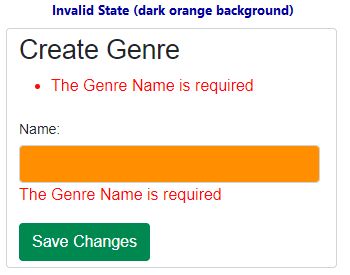 Invalid State (dark orange background)
Create Genre
The Genre Name is required
Name:
The Genre Name is required
Save Changes